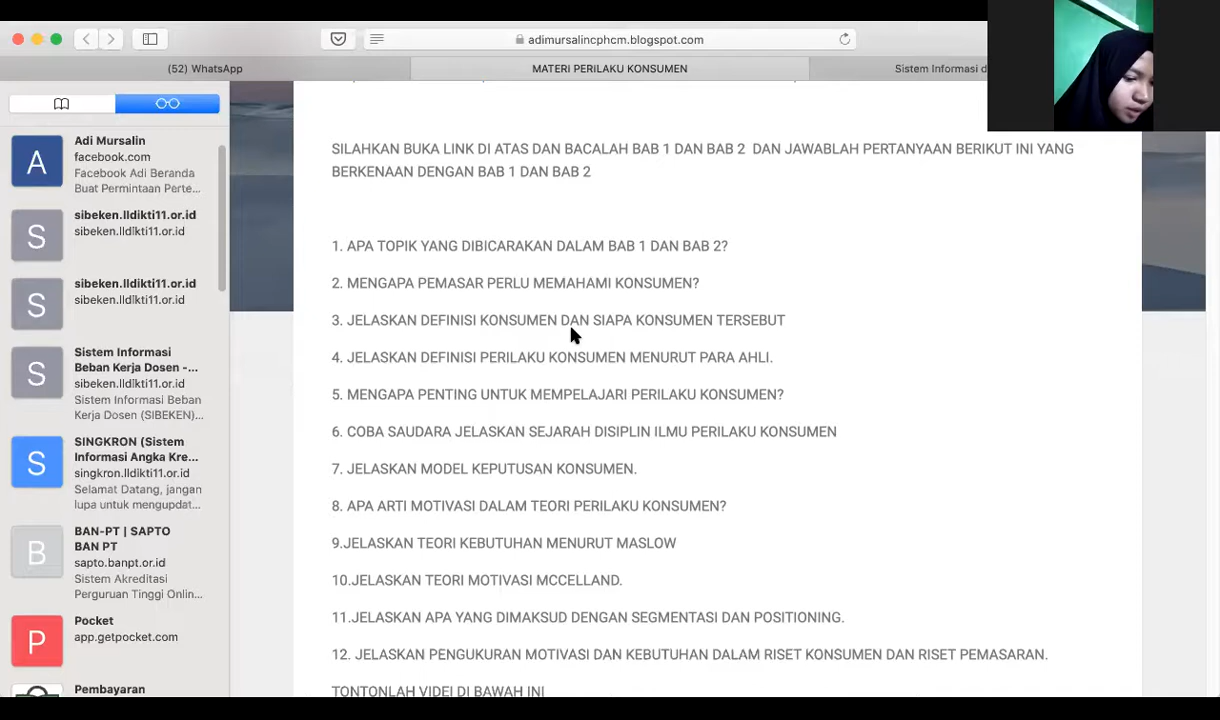 adimursalincphcm.blogspot.com
(52) WhatsApp
MATERI PERILAKU KONSUMEN
Sistem Informasi d
Adi Mursalin
facebook.com
Facebook Adi Beranda
Buat Permintaan Perte...
sibeken.lldikti11.or.id
sibeken.lldikti11.or.id
sibeken.lldikti11.or.id
sibeken.lldikti11.or.id
Sistem Informasi
Beban Kerja Dosen -...
sibeken.lldikti11.or.id
Sistem Informasi Beban
Kerja Dosen (SIBEKEN)...
SINGKRON (Sistem
Informasi Angka Kre...
singkron.lldikti11.or.id
Selamat Datang, jangan
lupa untuk mengupdat...
BAN-PT | SAPTO
BAN PT
sapto.banpt.or.id
Sistem Akreditasi
Perguruan Tinggi Onlin...
Pocket
app.getpocket.com
Pembayaran
A
S
S
S
S
B
P
SILAHKAN BUKA LINK DI ATAS DAN BACALAH BAB 1 DAN BAB 2 DAN JAWABLAH PERTANYAAN BERIKUT INI YANG
BERKENAAN DENGAN BAB 1 DAN BAB 2
1. APA TOPIK YANG DIBICARAKAN DALAM BAB 1 DAN BAB 2?
2. MENGAPA PEMASAR PERLU MEMAHAMI KONSUMEN?
3. JELASKAN DEFINISI KONSUMEN DAN SIAPA KONSUMEN TERSEBUT
4. JELASKAN DEFINISI PERILAKU KONSUMEN MENURUT PARA AHLI.
5. MENGAPA PENTING UNTUK MEMPELAJARI PERILAKU KONSUMEN?
6. COBA SAUDARA JELASKAN SEJARAH DISIPLIN ILMU PERILAKU KONSUMEN
7. JELASKAN MODEL KEPUTUSAN KONSUMEN.
8. APA ARTI MOTIVASI DALAM TEORI PERILAKU KONSUMEN?
9.JELASKAN TEORI KEBUTUHAN MENURUT MASLOW
10.JELASKAN TEORI MOTIVASI MCCELLAND.
11.JELASKAN APA YANG DIMAKSUD DENGAN SEGMENTASI DAN POSITIONING.
12. JELASKAN PENGUKURAN MOTIVASI DAN KEBUTUHAN DALAM RISET KONSUMEN DAN RISET PEMASARAN.
TONTONLAH VIDEI DI BAWAH INI